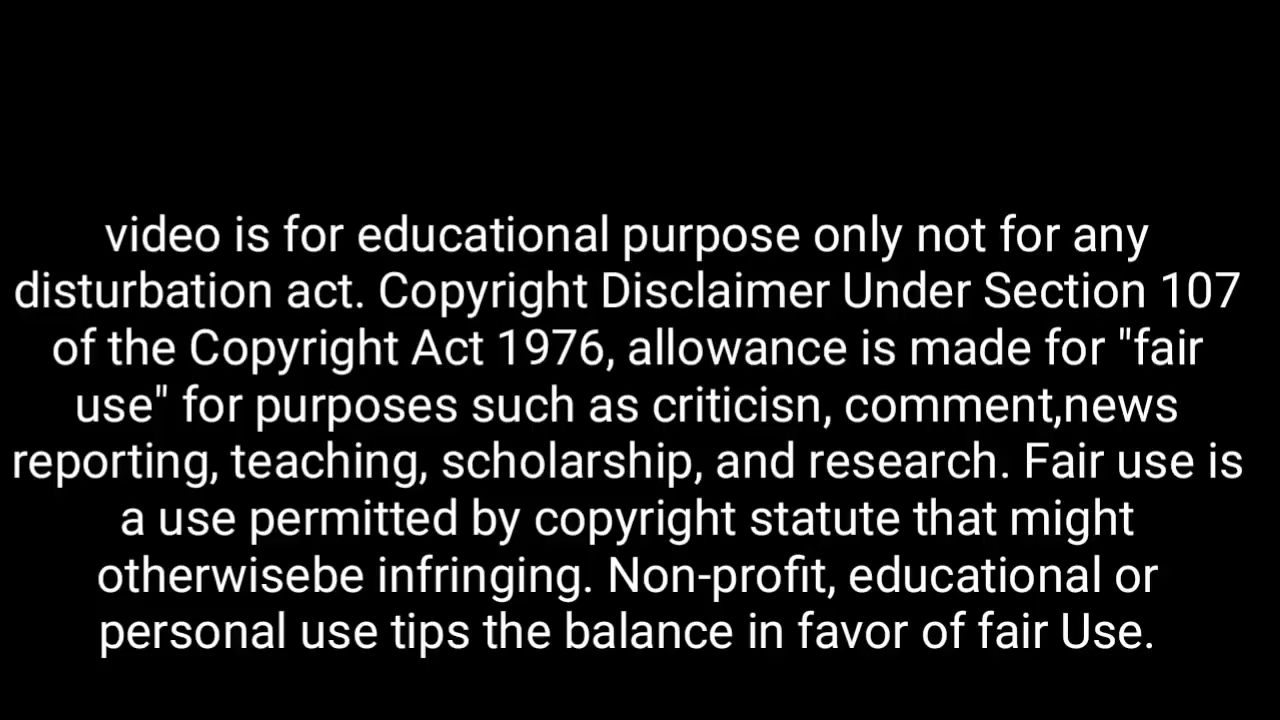 video is for educational purpose only not for any
disturbation act. Copyright Disclaimer Under Section 107
of the Copyright Act 1976, allowance is made for "fair
use" for purposes such as criticisn, comment,news
reporting, teaching, scholarship, and research. Fair use is
a use permitted by copyright statute that might
otherwisebe infringing. Non-profit, educational or
personal use tips the balance in favor of fair Use.